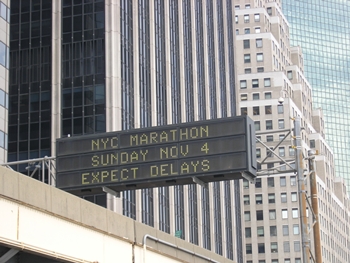 NYC MARATHON
SUNDAY NOV 4
EXPECT DELAYS